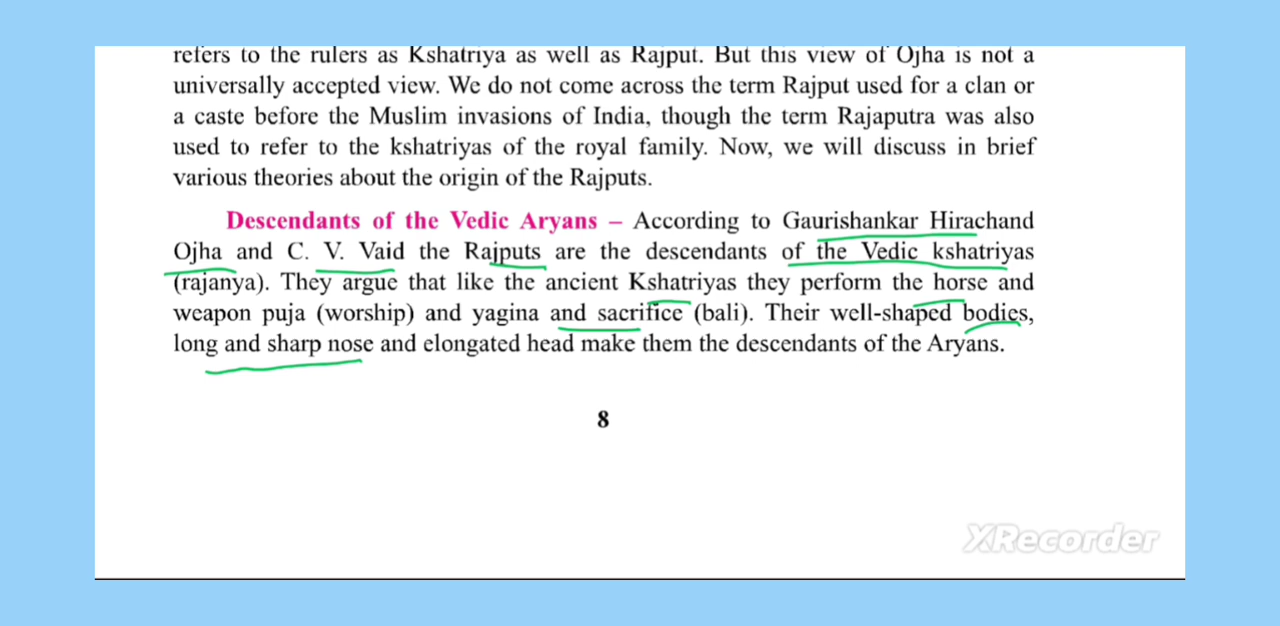 refers to the rulers as Kshatriya as well as Rajput. But this view of Ojha is not a
universally accepted view. We do not come across the term Rajput used for a clan or
a caste before the Muslim invasions of India, though the term Rajaputra was also
used to refer to the kshatriyas of the royal family. Now, we will discuss in brief
various theories about the origin of the Rajputs.
Descendants of the Vedic Aryans – According to Gaurishankar Hirachand
Ojha and C. V. Vaid the Rajputs are the descendants of the Vedic kshatriyas
(rajanya). They argue that like the ancient Kshatriyas they perform the horse and
weapon puja (worship) and yagina and sacrifice (bali). Their well-shaped bodies,
long and sharp nose and elongated head make them the descendants of the Aryans.
8
XRecorder